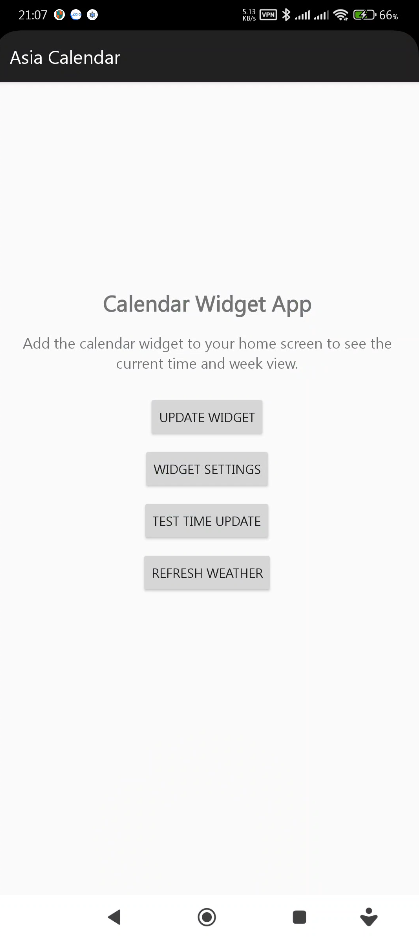 21:07 5.13 KB/S VPN 66%
Asia Calendar
Calendar Widget App
Add the calendar widget to your home screen to see the
current time and week view.
UPDATE WIDGET
WIDGET SETTINGS
TEST TIME UPDATE
REFRESH WEATHER